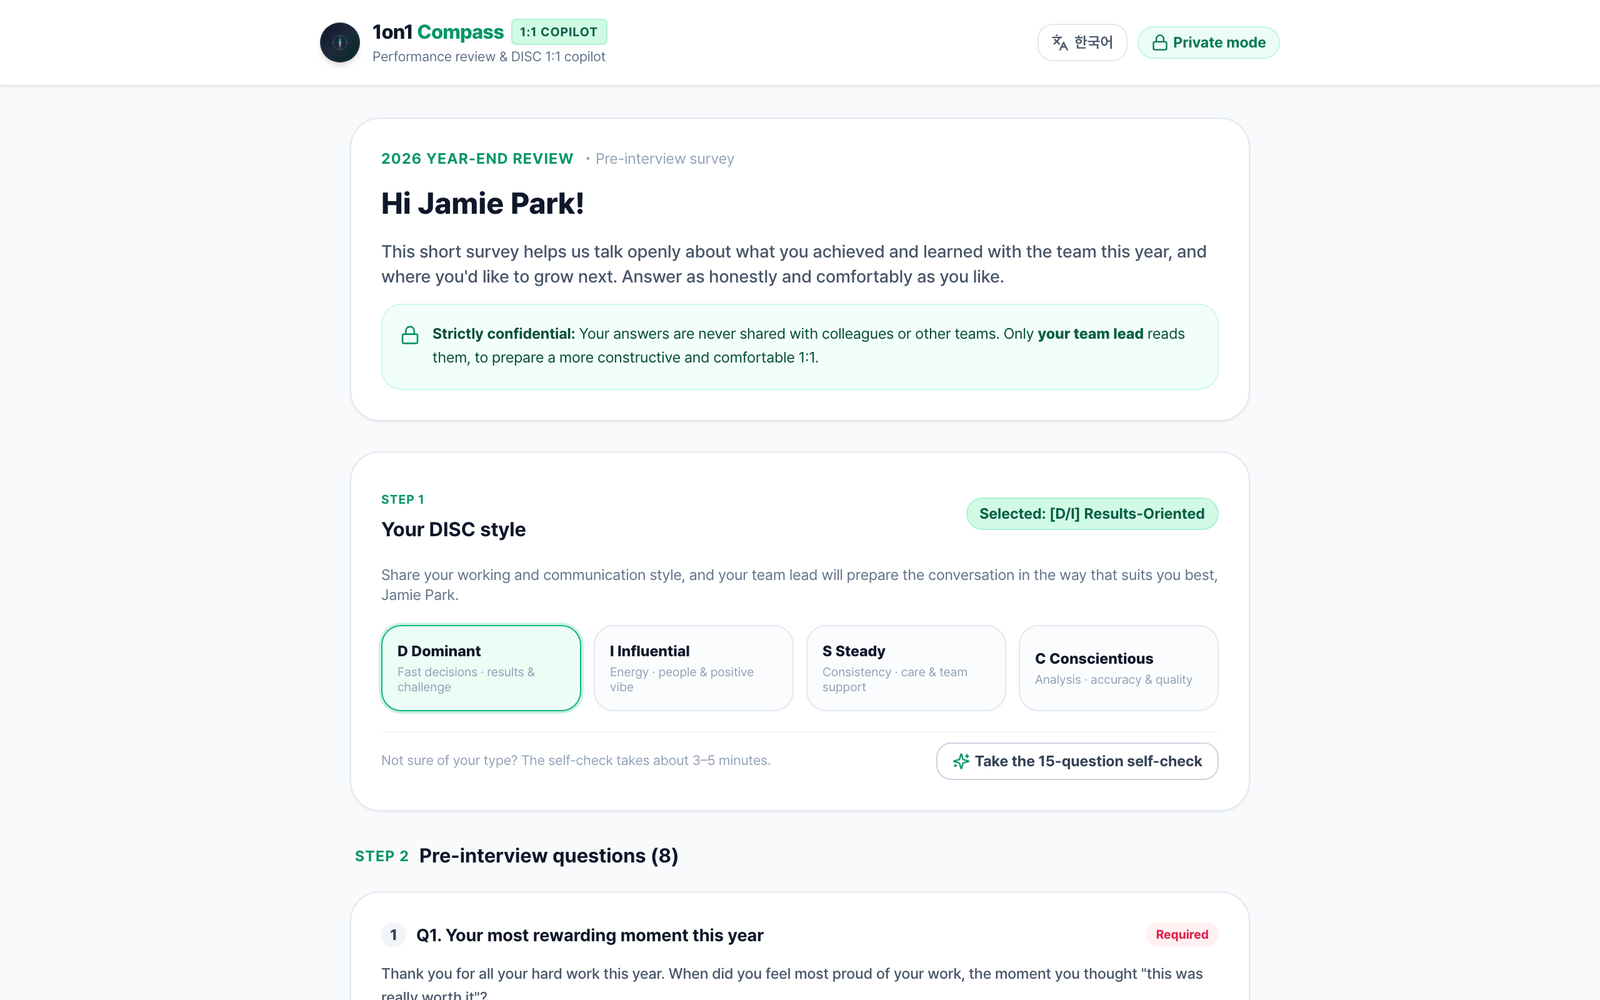 1on1 Compass 1:1 COPILOT
Performance review & DISC 1:1 copilot
한국어
Private mode
2026 YEAR-END REVIEW · Pre-interview survey
Hi Jamie Park!
This short survey helps us talk openly about what you achieved and learned with the team this year, and
where you'd like to grow next. Answer as honestly and comfortably as you like.
Strictly confidential: Your answers are never shared with colleagues or other teams. Only your team lead reads
them, to prepare a more constructive and comfortable 1:1.
STEP 1
Your DISC style
Selected: [D/I] Results-Oriented
Share your working and communication style, and your team lead will prepare the conversation in the way that suits you best,
Jamie Park.
D Dominant
Fast decisions · results &
challenge
I Influential
Energy · people & positive
vibe
S Steady
Consistency · care & team
support
C Conscientious
Analysis · accuracy & quality
Not sure of your type? The self-check takes about 3–5 minutes.
Take the 15-question self-check
STEP 2 Pre-interview questions (8)
1 Q1. Your most rewarding moment this year
Required
Thank you for all your hard work this year. When did you feel most proud of your work, the moment you thought "this was
really worth it"?